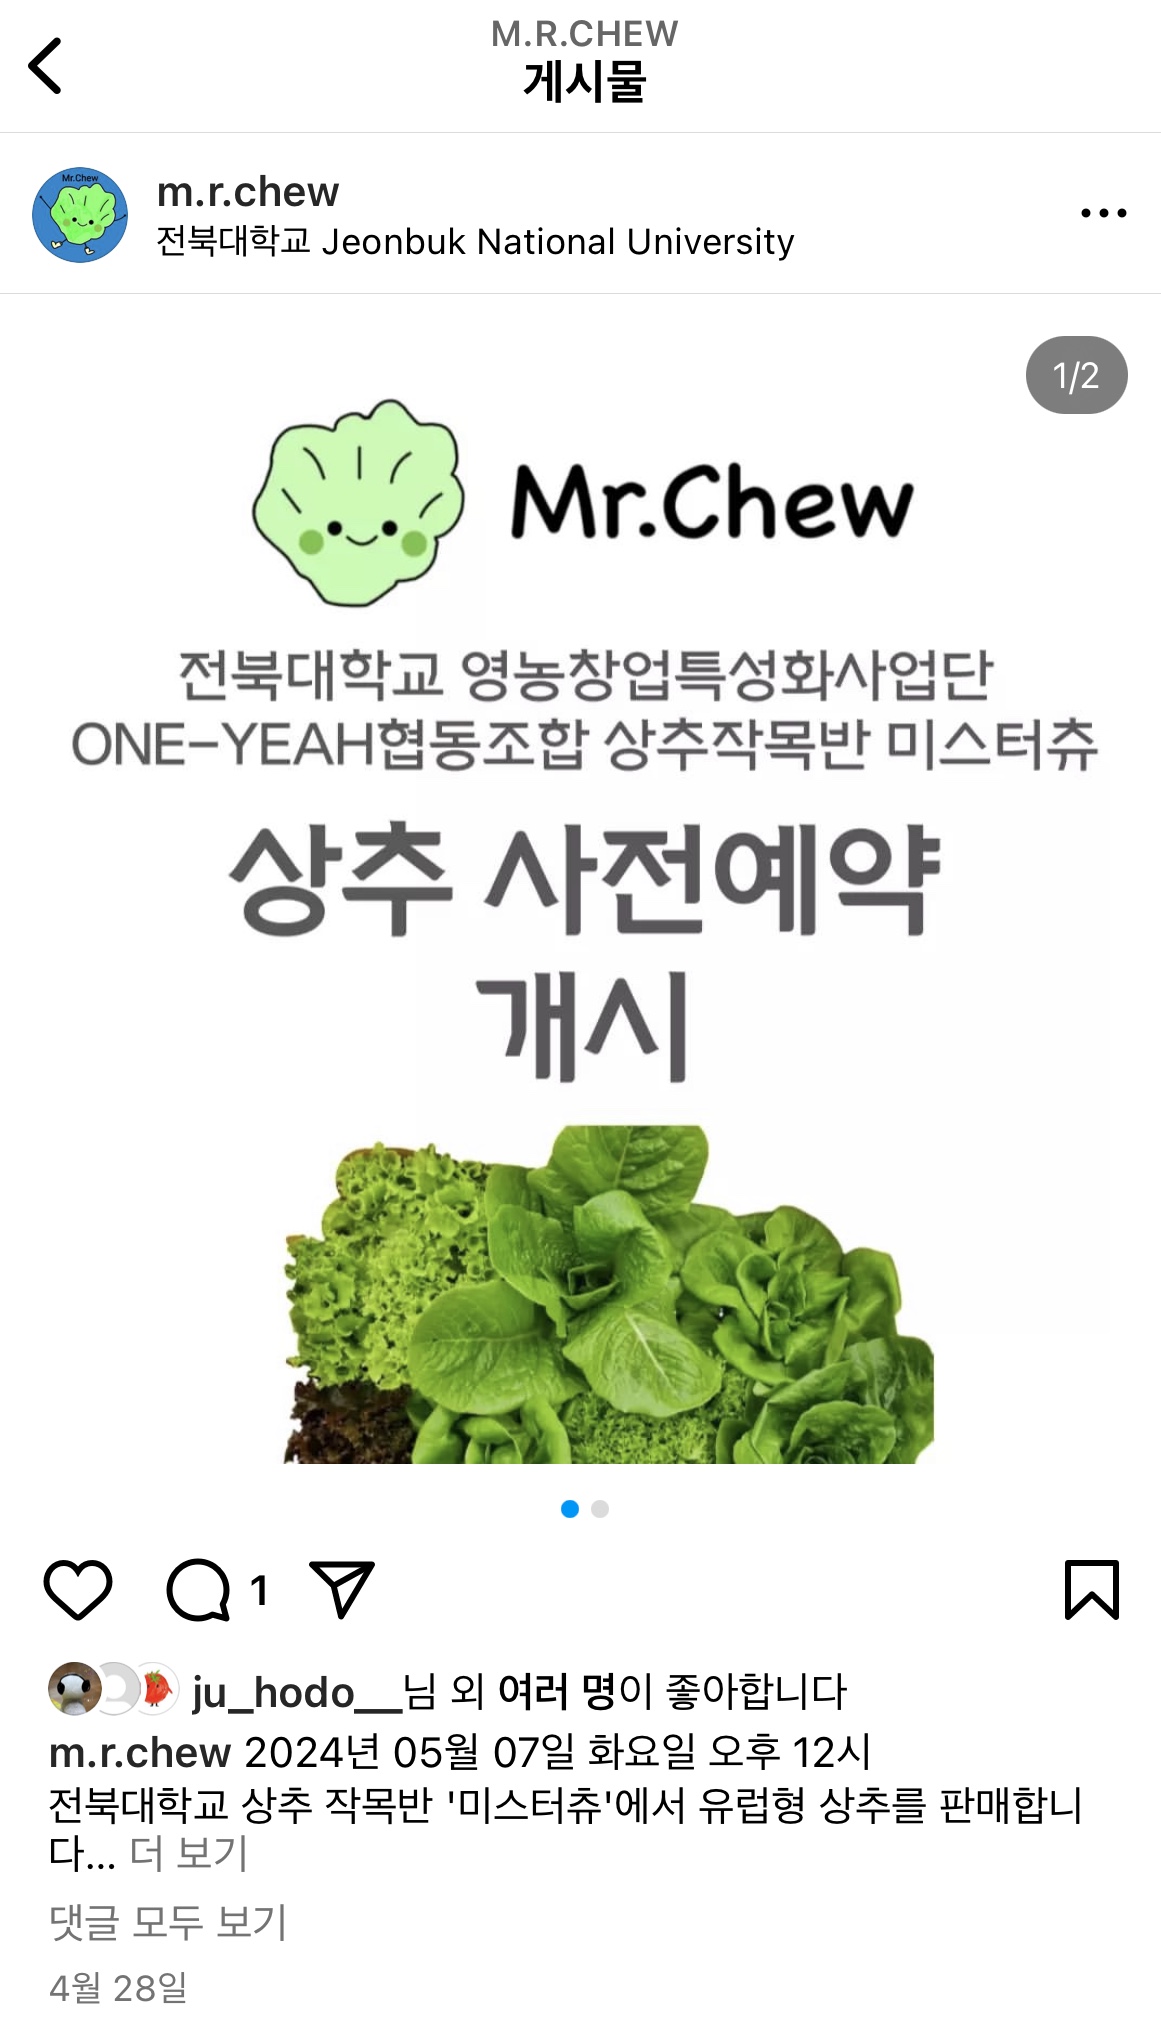 M.R.CHEW
게시물
Mr.Chew
m.r.chew
전북대학교 Jeonbuk National University
1/2
Mr.Chew
전북대학교 영농창업특성화사업단
ONE-YEAH협동조합 상추작목반 미스터츄
상추 사전예약
개시
1
ju_hodo__님 외 여러 명이 좋아합니다
m.r.chew 2024년 05월 07일 화요일 오후 12시
전북대학교 상추 작목반 '미스터츄'에서 유럽형 상추를 판매합니
다... 더 보기
댓글 모두 보기
4월 28일